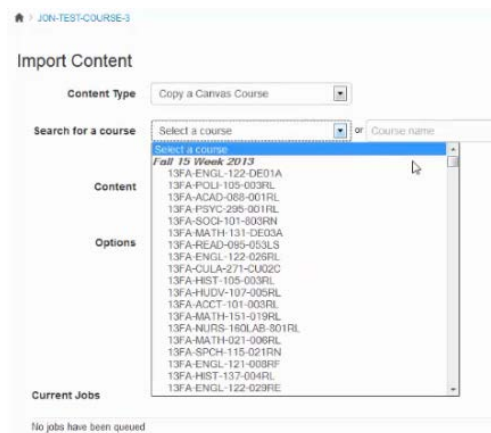 > JON-TEST-COURSE-3
Import Content
Content Type Copy a Canvas Course
Search for a course Select a course or Course name
Select a course
Fall 15 Week 2013
13FA-ENGL-122-DE01A
13FA-POLI-105-003RL
13FA-ACAD-088-001RL
13FA-PSYC-295-001RL
Content
13FA-SOCI-101-803RN
13FA-MATH-131-DE03A
13FA-READ-095-053LS
13FA-ENGL-122-026RL
Options
13FA-CULA-271-CU02C
13FA-HIST-105-003RL
13FA-HUDV-107-005RL
13FA-ACCT-101-003RL
13FA-MATH-151-019RL
13FA-NURS-160LAB-801RL
13FA-MATH-021-006RL
13FA-SPCH-115-021RN
13FA-ENGL-121-008RF
13FA-HIST-137-004RL
13FA-ENGL-122-029RE
Current Jobs
No jobs have been queued